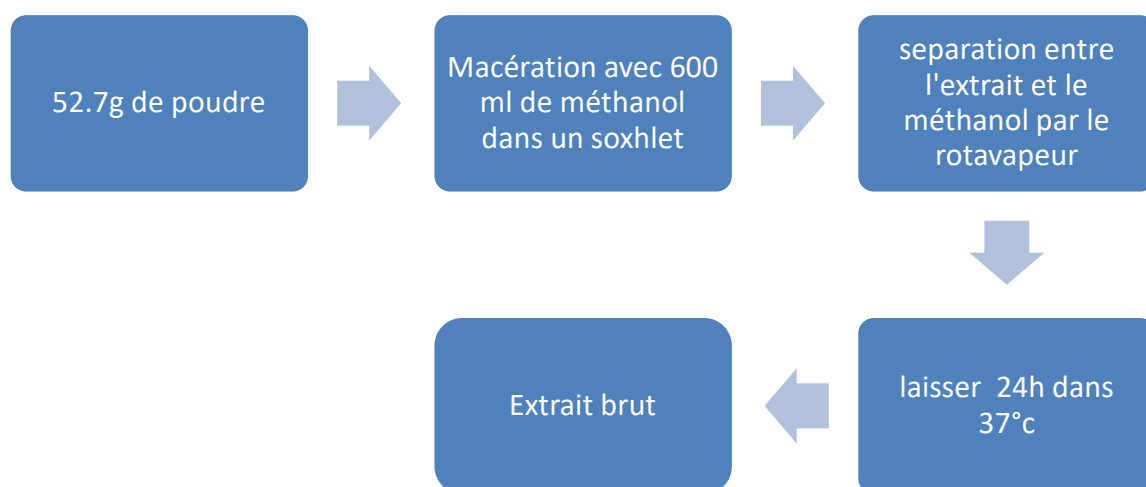 52.7g de poudre
Macération avec 600
ml de méthanol
dans un soxhlet
separation entre
l'extrait et le
méthanol par le
rotavapeur
laisser 24h dans
37°c
Extrait brut